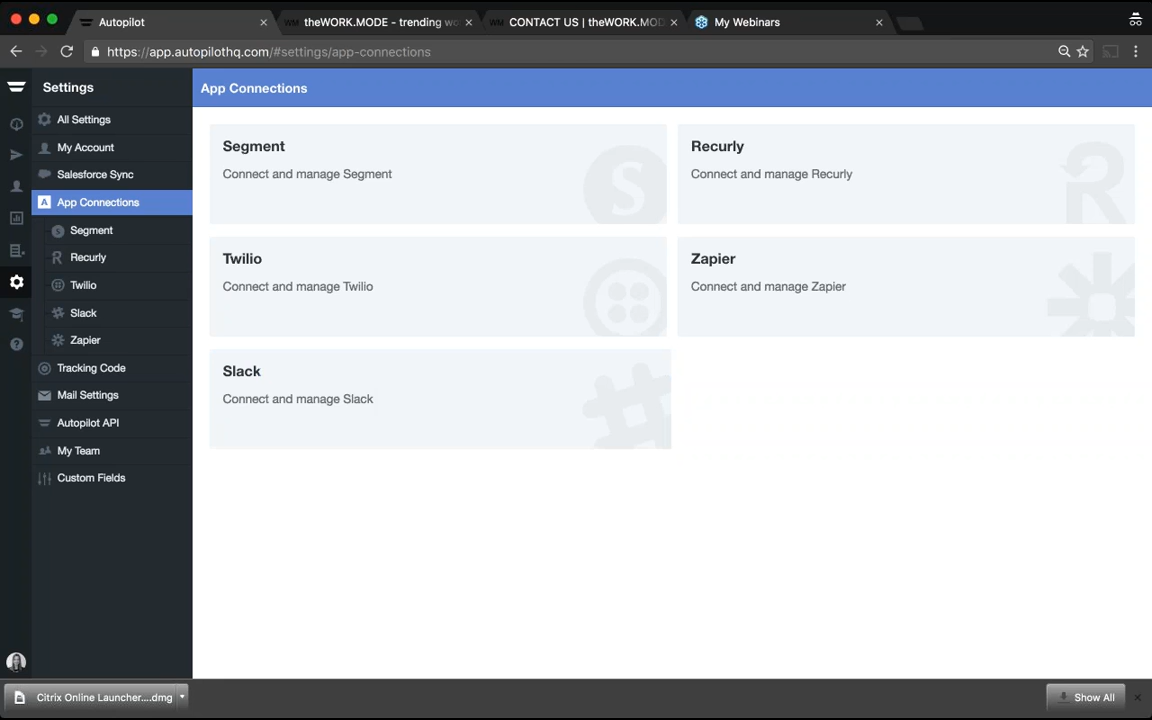 Autopilot
theWORK.MODE - trending wo
CONTACT US | theWORK.MOD
My Webinars
https://app.autopilothq.com/#settings/app-connections
Settings
App Connections
All Settings
My Account
Salesforce Sync
App Connections
Segment
Recurly
Twilio
Slack
Zapier
Tracking Code
Mail Settings
Autopilot API
My Team
Custom Fields
Segment
Connect and manage Segment
Recurly
Connect and manage Recurly
Twilio
Connect and manage Twilio
Zapier
Connect and manage Zapier
Slack
Connect and manage Slack
Citrix Online Launcher....dmg
Show All